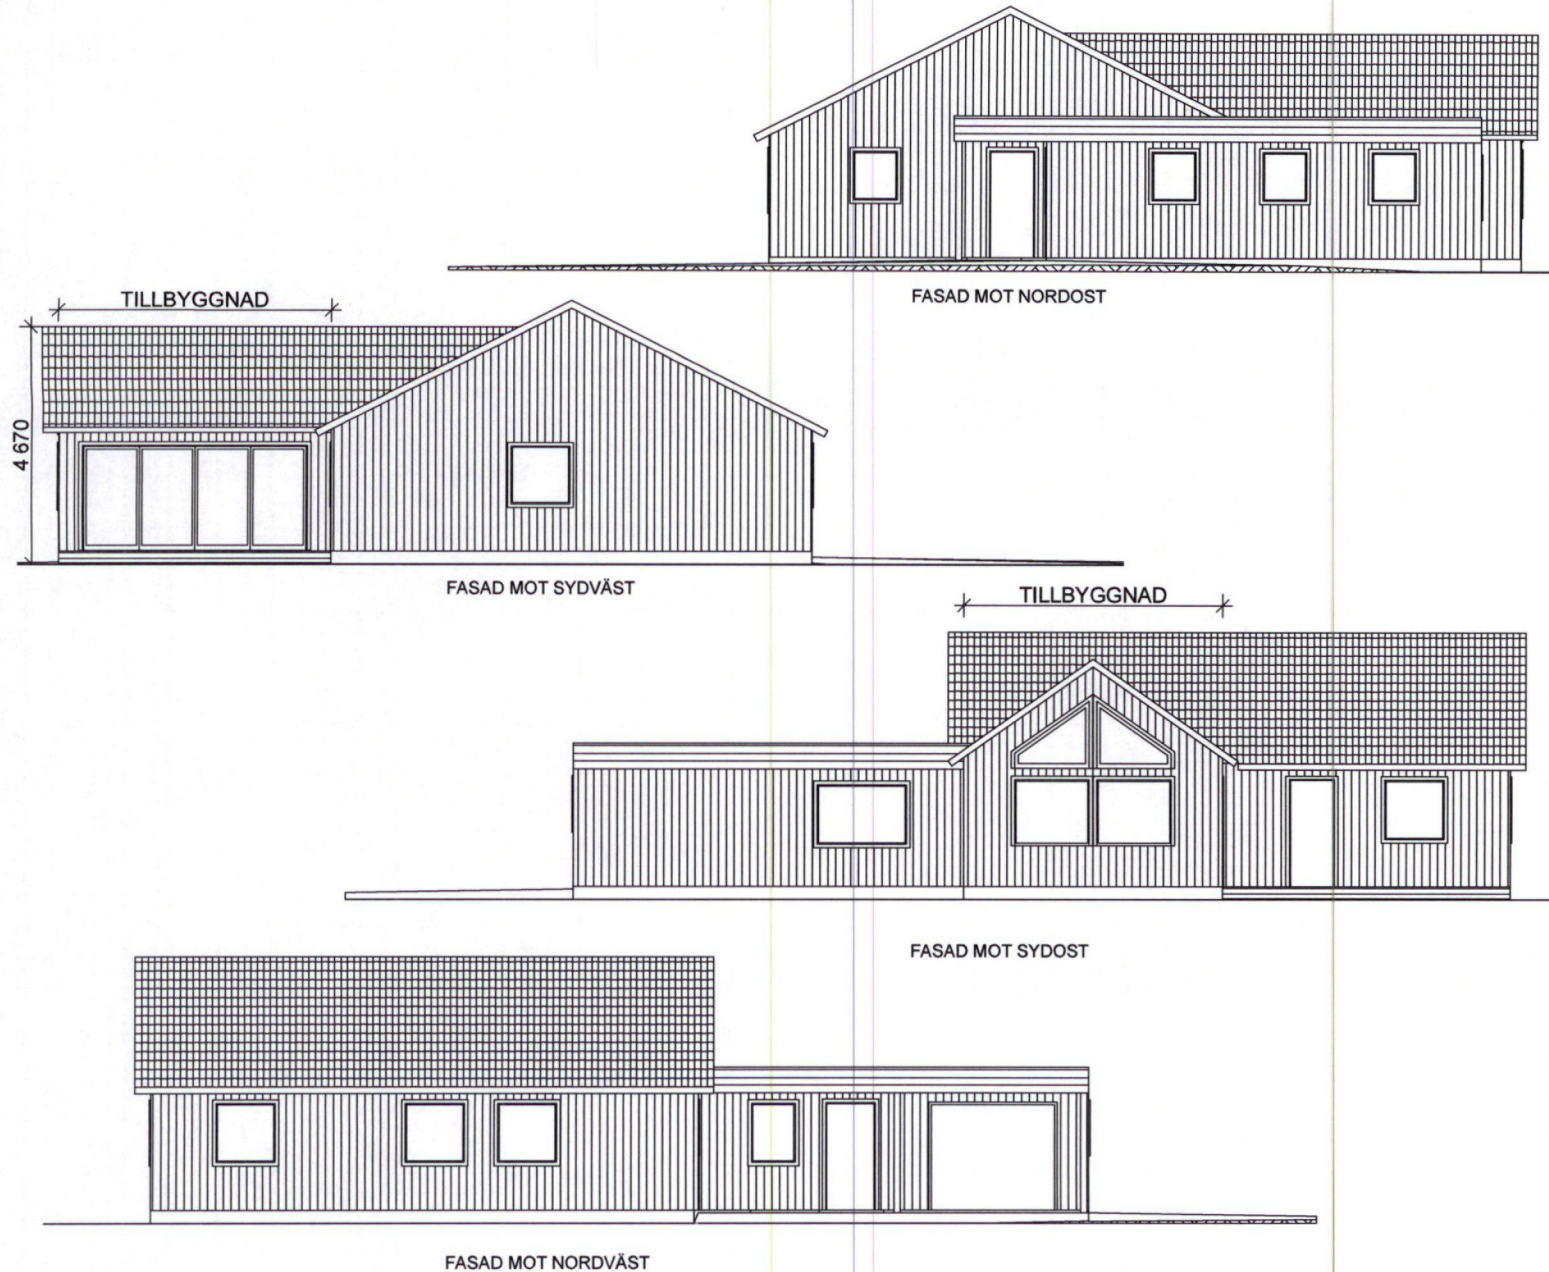 FASAD MOT NORDOST
TILLBYGGNAD
4 670
FASAD MOT SYDVÄST
TILLBYGGNAD
FASAD MOT SYDOST
FASAD MOT NORDVÄST